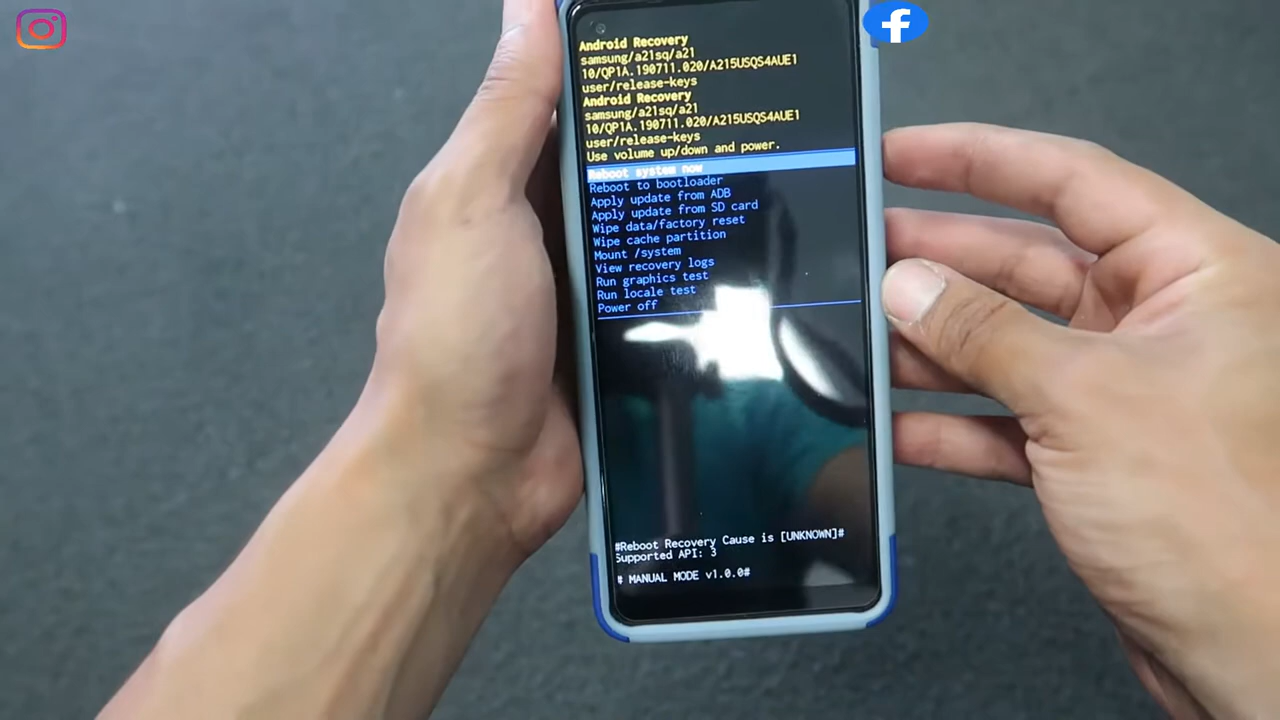 Android Recovery
samsung/a21sq/a21
10/QP1A.190711.020/A215USQS4AUE1
user/release-keys
Android Recovery
samsung/a21sq/a21
10/QP1A.190711.020/A215USQS4AUE1
user/release-keys
Use volume up/down and power.
Reboot system now
Reboot to bootloader
Apply update from ADB
Apply update from SD card
Wipe data/factory reset
Wipe cache partition
Mount /system
View recovery logs
Run graphics test
Run locale test
Power off
#Reboot Recovery Cause is [UNKNOWN]#
Supported API: 3
# MANUAL MODE v1.0.0#